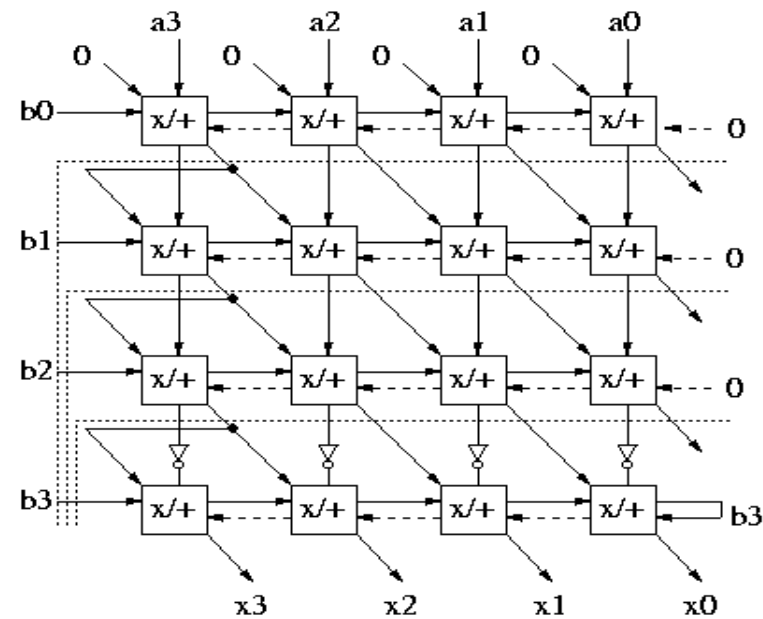 a3 a2 a1 a0
0 0 0 0
b0 x/+ x/+ x/+ x/+ 0
b1 x/+ x/+ x/+ x/+ 0
b2 x/+ x/+ x/+ x/+ 0
b3 x/+ x/+ x/+ x/+ b3
x3 x2 x1 x0